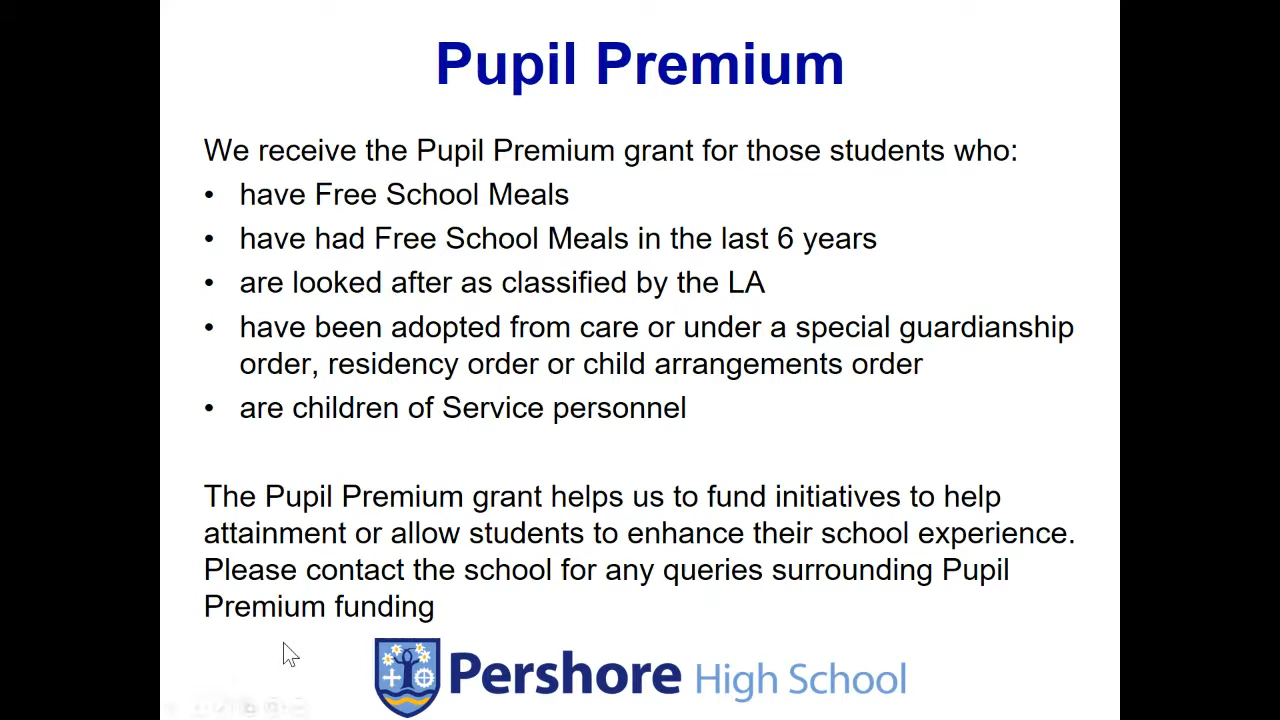 Pupil Premium
We receive the Pupil Premium grant for those students who:
• have Free School Meals
• have had Free School Meals in the last 6 years
• are looked after as classified by the LA
• have been adopted from care or under a special guardianship
order, residency order or child arrangements order
• are children of Service personnel
The Pupil Premium grant helps us to fund initiatives to help
attainment or allow students to enhance their school experience.
Please contact the school for any queries surrounding Pupil
Premium funding
Pershore High School